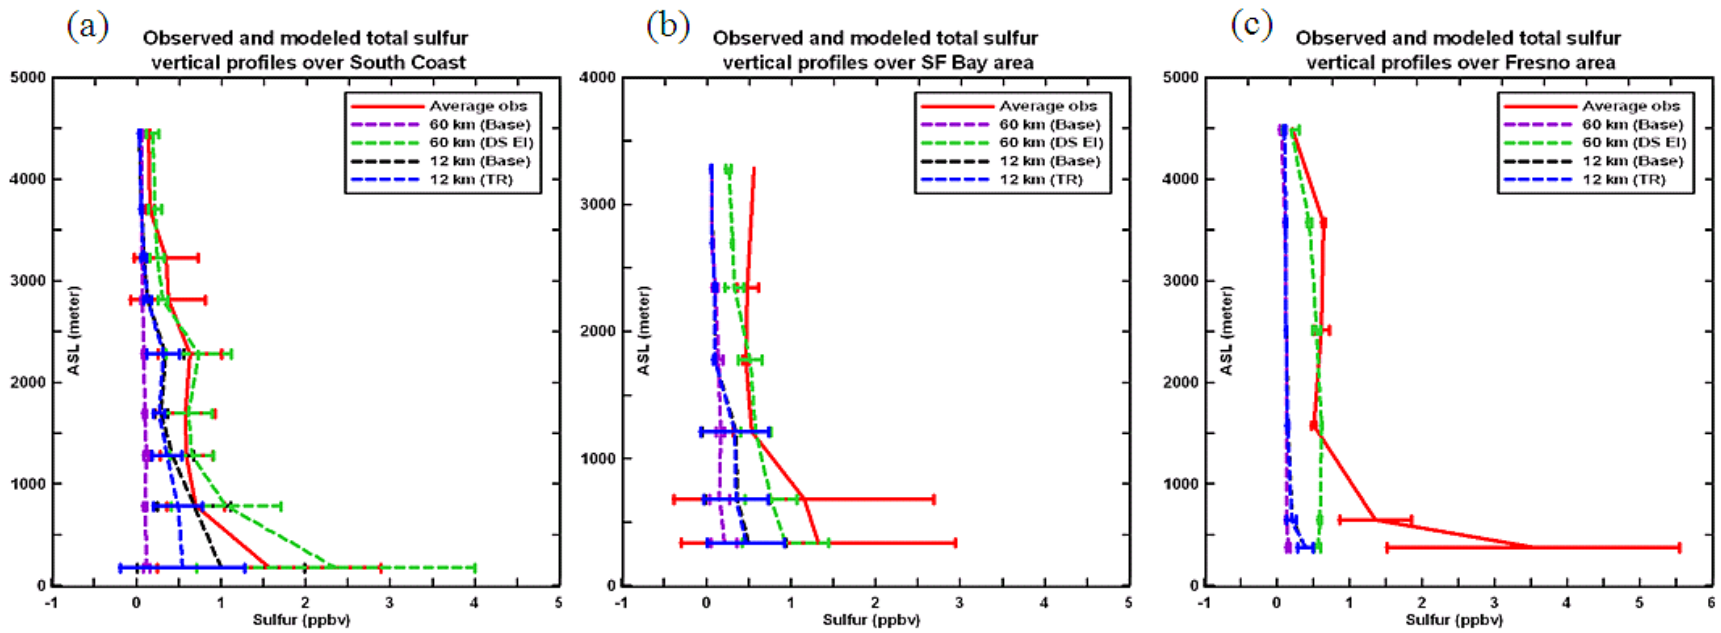 (a)
Observed and modeled total sulfur
vertical profiles over South Coast
5000
4000
3000
2000
1000
0
ASL (meter)
Average obs
60 km (Base)
60 km (DS EI)
12 km (Base)
12 km (TR)
-1 0 1 2 3 4 5
Sulfur (ppbv)
(b)
Observed and modeled total sulfur
vertical profiles over SF Bay area
4000
3000
2000
1000
0
ASL (meter)
Average obs
60 km (Base)
60 km (DS EI)
12 km (Base)
12 km (TR)
-1 0 1 2 3 4 5
Sulfur (ppbv)
(c)
Observed and modeled total sulfur
vertical profiles over Fresno area
5000
4000
3000
2000
1000
0
ASL (meter)
Average obs
60 km (Base)
60 km (DS EI)
12 km (Base)
12 km (TR)
-1 0 1 2 3 4 5 6
Sulfur (ppbv)